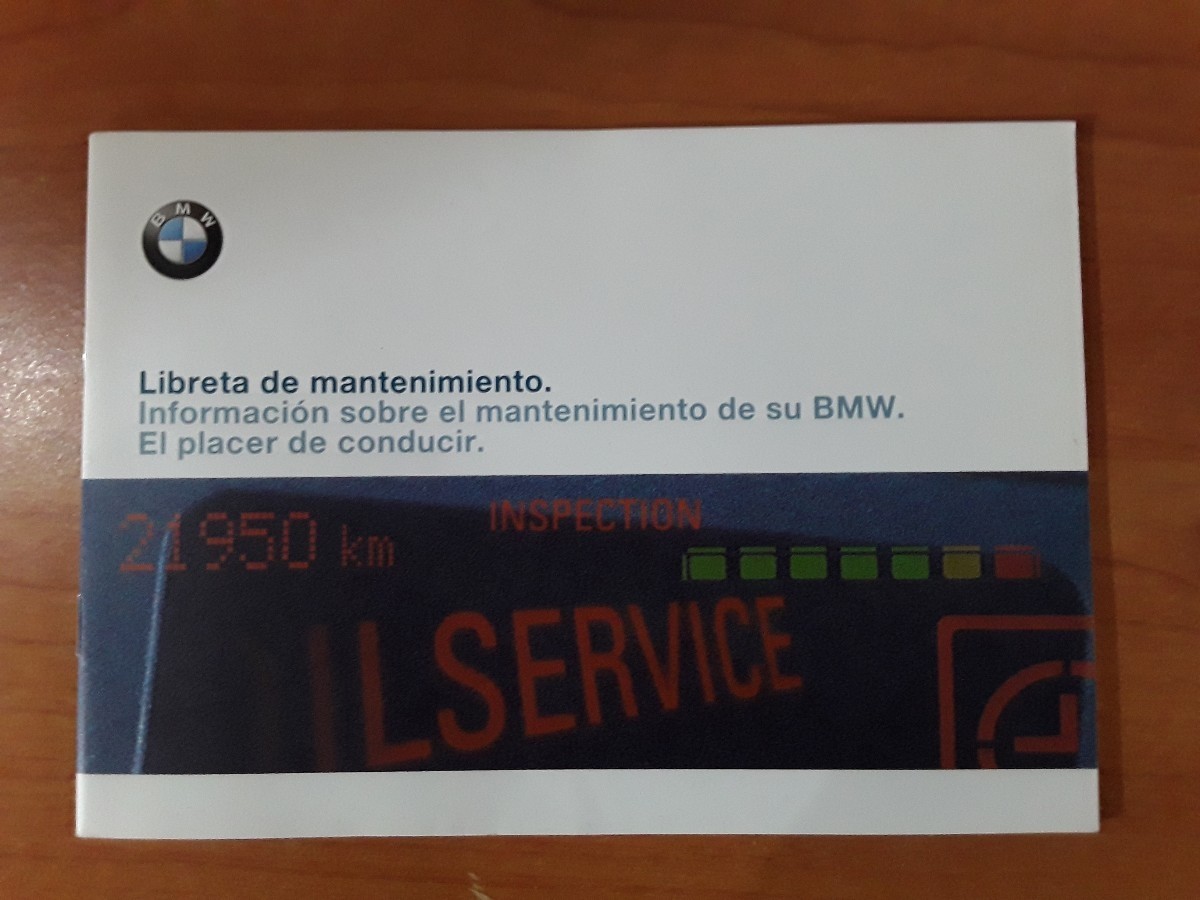 BMW
Libreta de mantenimiento.
Información sobre el mantenimiento de su BMW.
El placer de conducir.
21950 km
INSPECTION
LSERVICE